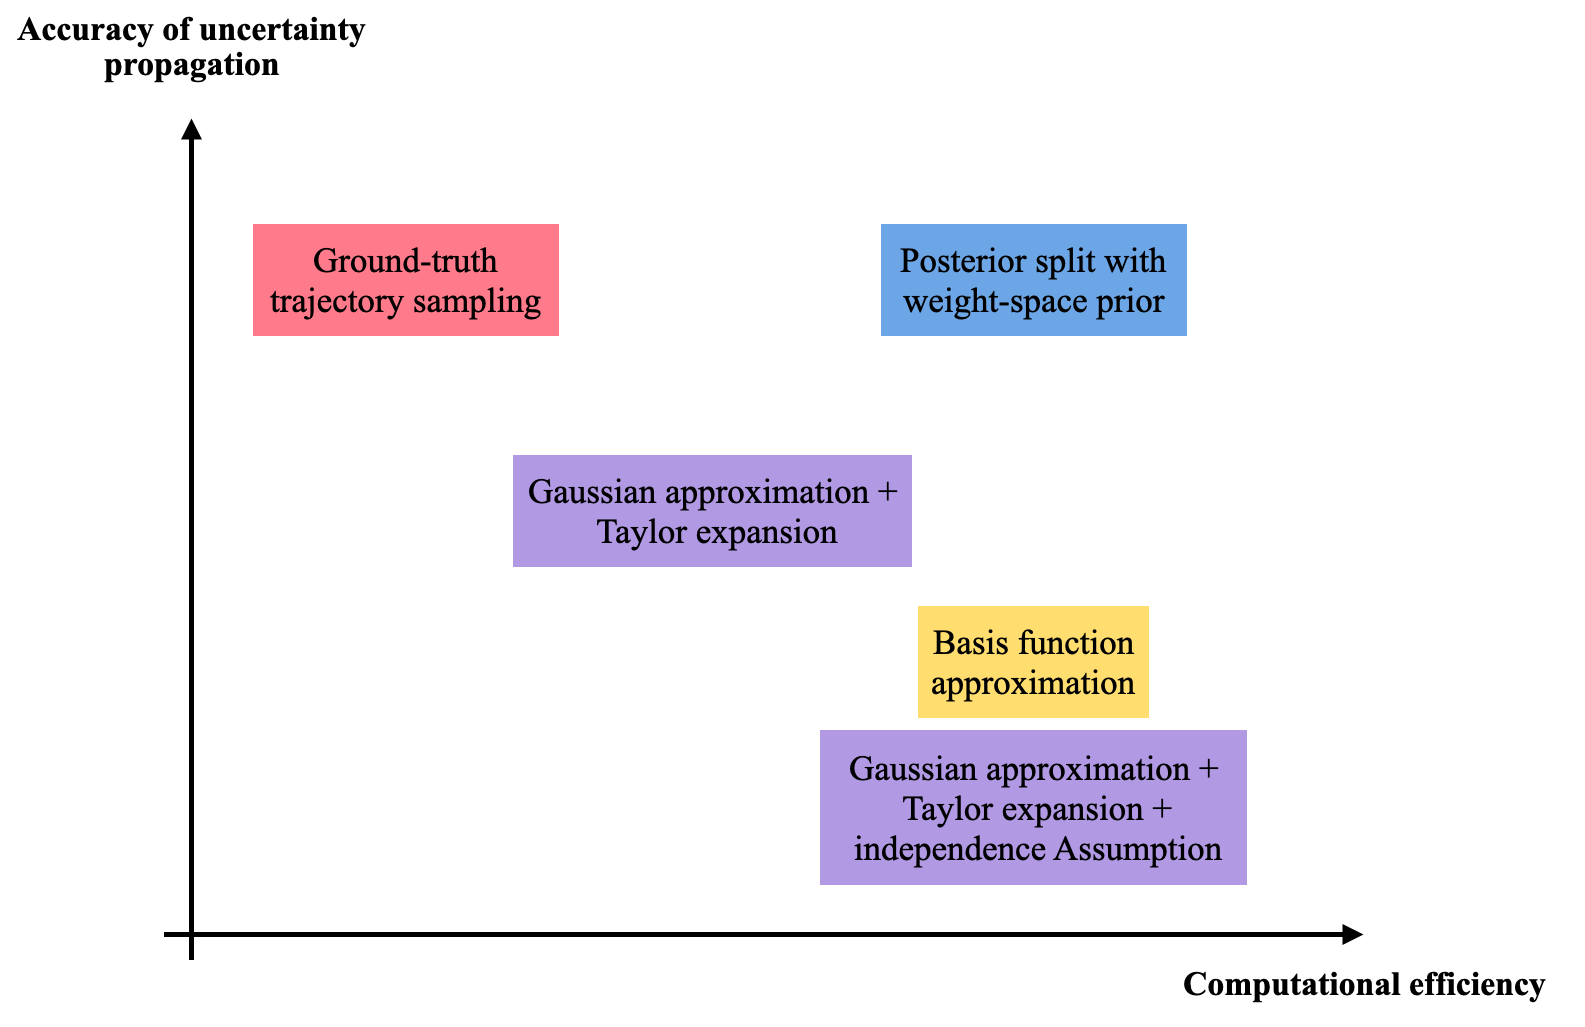 Accuracy of uncertainty
propagation
Ground-truth
trajectory sampling
Posterior split with
weight-space prior
Gaussian approximation +
Taylor expansion
Basis function
approximation
Gaussian approximation +
Taylor expansion +
independence Assumption
Computational efficiency